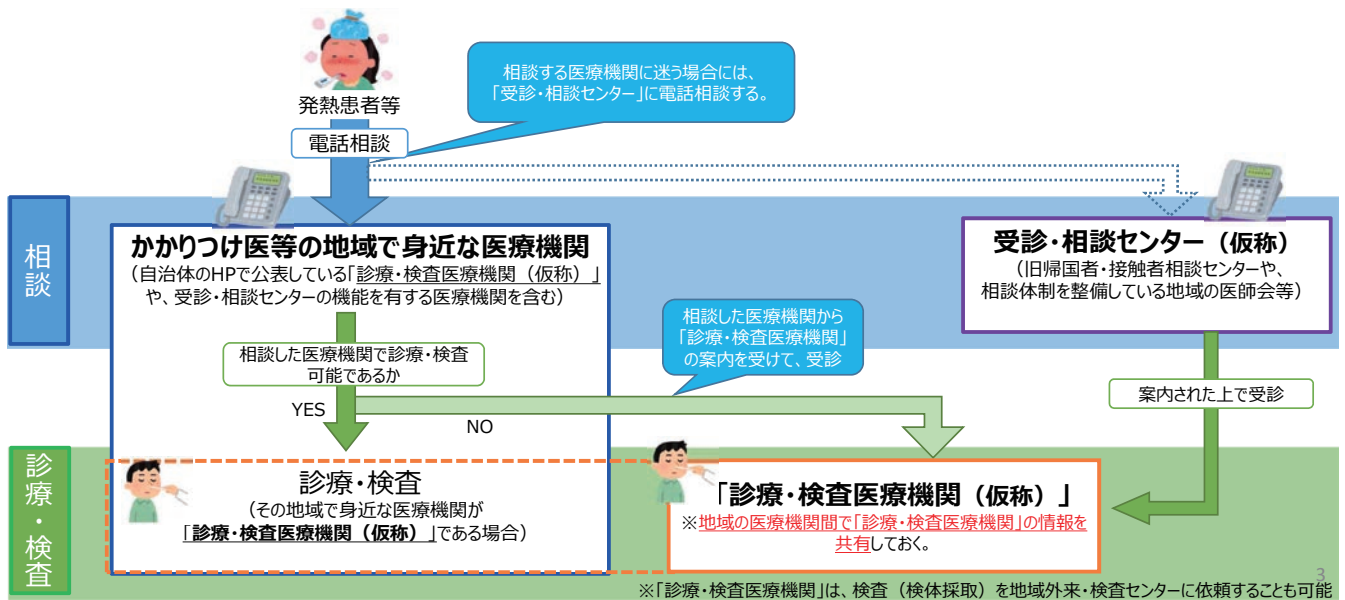 発熱患者等
電話相談
相談する医療機関に迷う場合には、
「受診・相談センター」に電話相談する。
相談
かかりつけ医等の地域で身近な医療機関
（自治体のHPで公表している「診療・検査医療機関（仮称）」
や、受診・相談センターの機能を有する医療機関を含む）
受診・相談センター（仮称）
（旧帰国者・接触者相談センターや、
相談体制を整備している地域の医師会等）
相談した医療機関で診療・検査
可能であるか
相談した医療機関から
「診療・検査医療機関」
の案内を受けて、受診
案内された上で受診
YES
NO
診療・検査
診療・検査
（その地域で身近な医療機関が
「診療・検査医療機関（仮称）」である場合）
「診療・検査医療機関（仮称）」
※地域の医療機関間で「診療・検査医療機関」の情報を
共有しておく。
※「診療・検査医療機関」は、検査（検体採取）を地域外来・検査センターに依頼することも可能
3